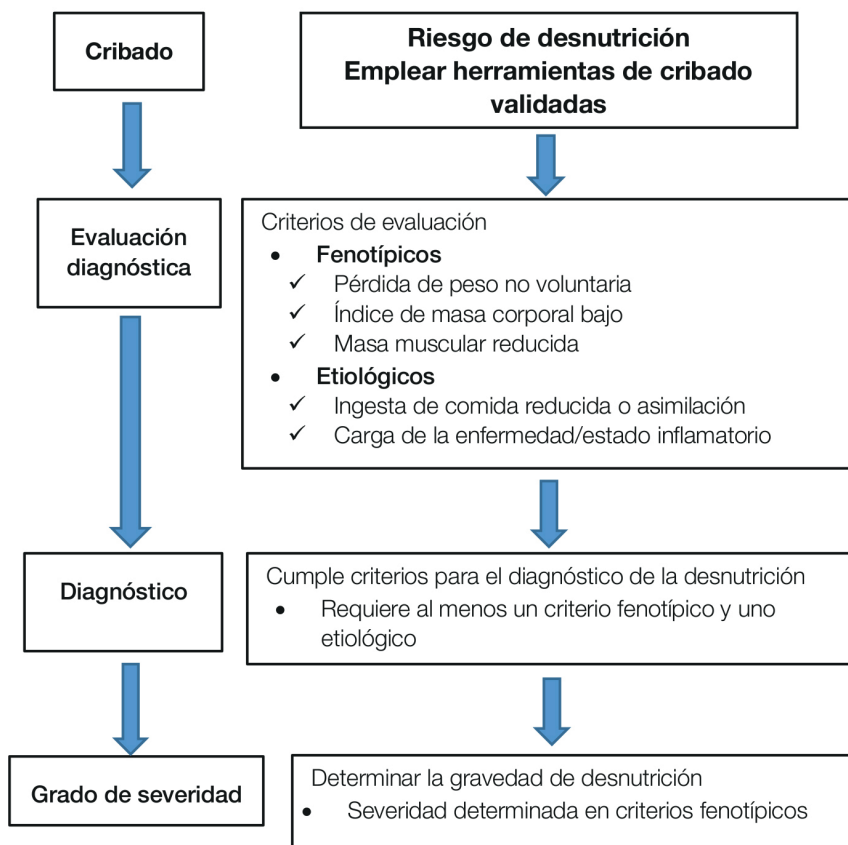 Cribado
Riesgo de desnutrición
Emplear herramientas de cribado
validadas
Evaluación
diagnóstica
Criterios de evaluación
• Fenotípicos
✓ Pérdida de peso no voluntaria
✓ Índice de masa corporal bajo
✓ Masa muscular reducida
• Etiológicos
✓ Ingesta de comida reducida o asimilación
✓ Carga de la enfermedad/estado inflamatorio
Diagnóstico
Cumple criterios para el diagnóstico de la desnutrición
• Requiere al menos un criterio fenotípico y uno
etiológico
Grado de severidad
Determinar la gravedad de desnutrición
• Severidad determinada en criterios fenotípicos